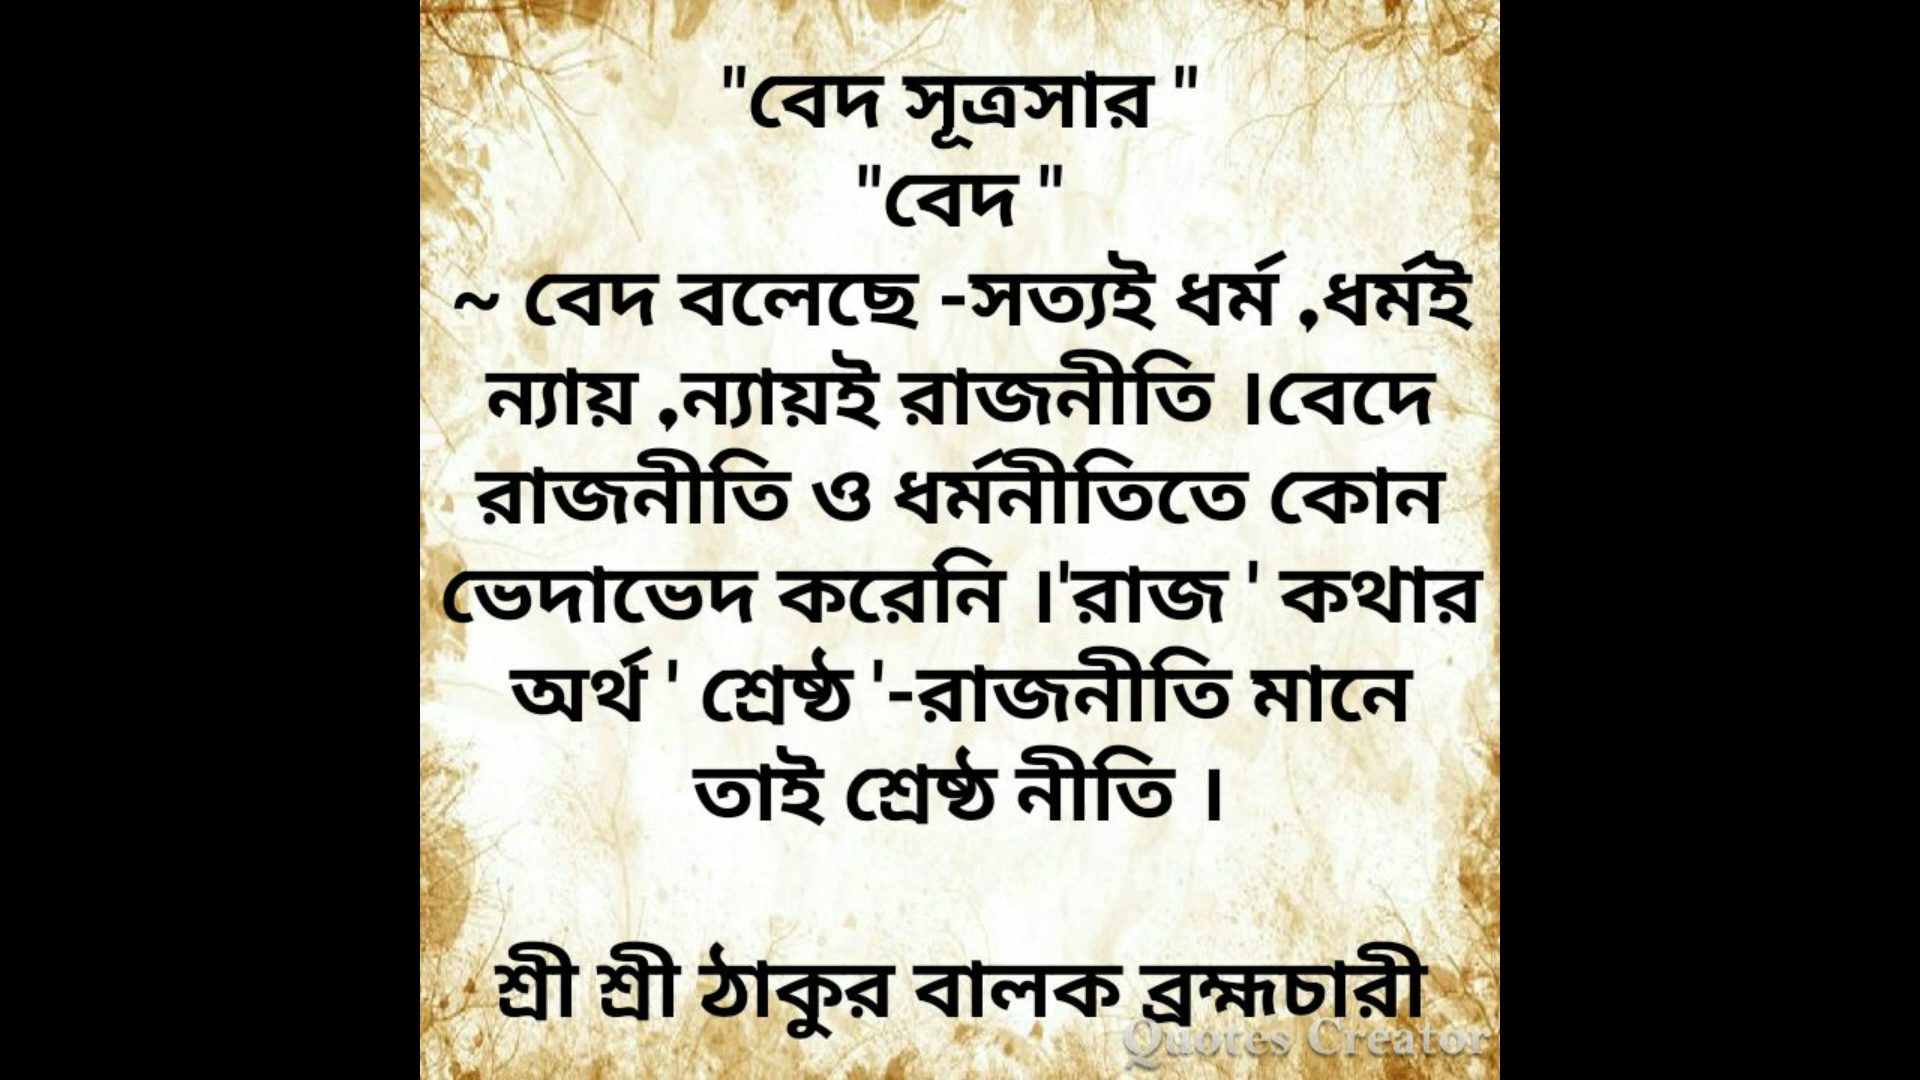 "বেদ সূত্রসার "
"বেদ "
~ বেদ বলেছে -সত্যই ধর্ম ,ধর্মই
ন্যায় ,ন্যায়ই রাজনীতি ।বেদে
রাজনীতি ও ধর্মনীতিতে কোন
ভেদাভেদ করেনি ।'রাজ ' কথার
অর্থ ' শ্রেষ্ঠ '-রাজনীতি মানে
তাই শ্রেষ্ঠ নীতি ।
শ্রী শ্রী ঠাকুর বালক ব্রহ্মচারী
Quotes Creator